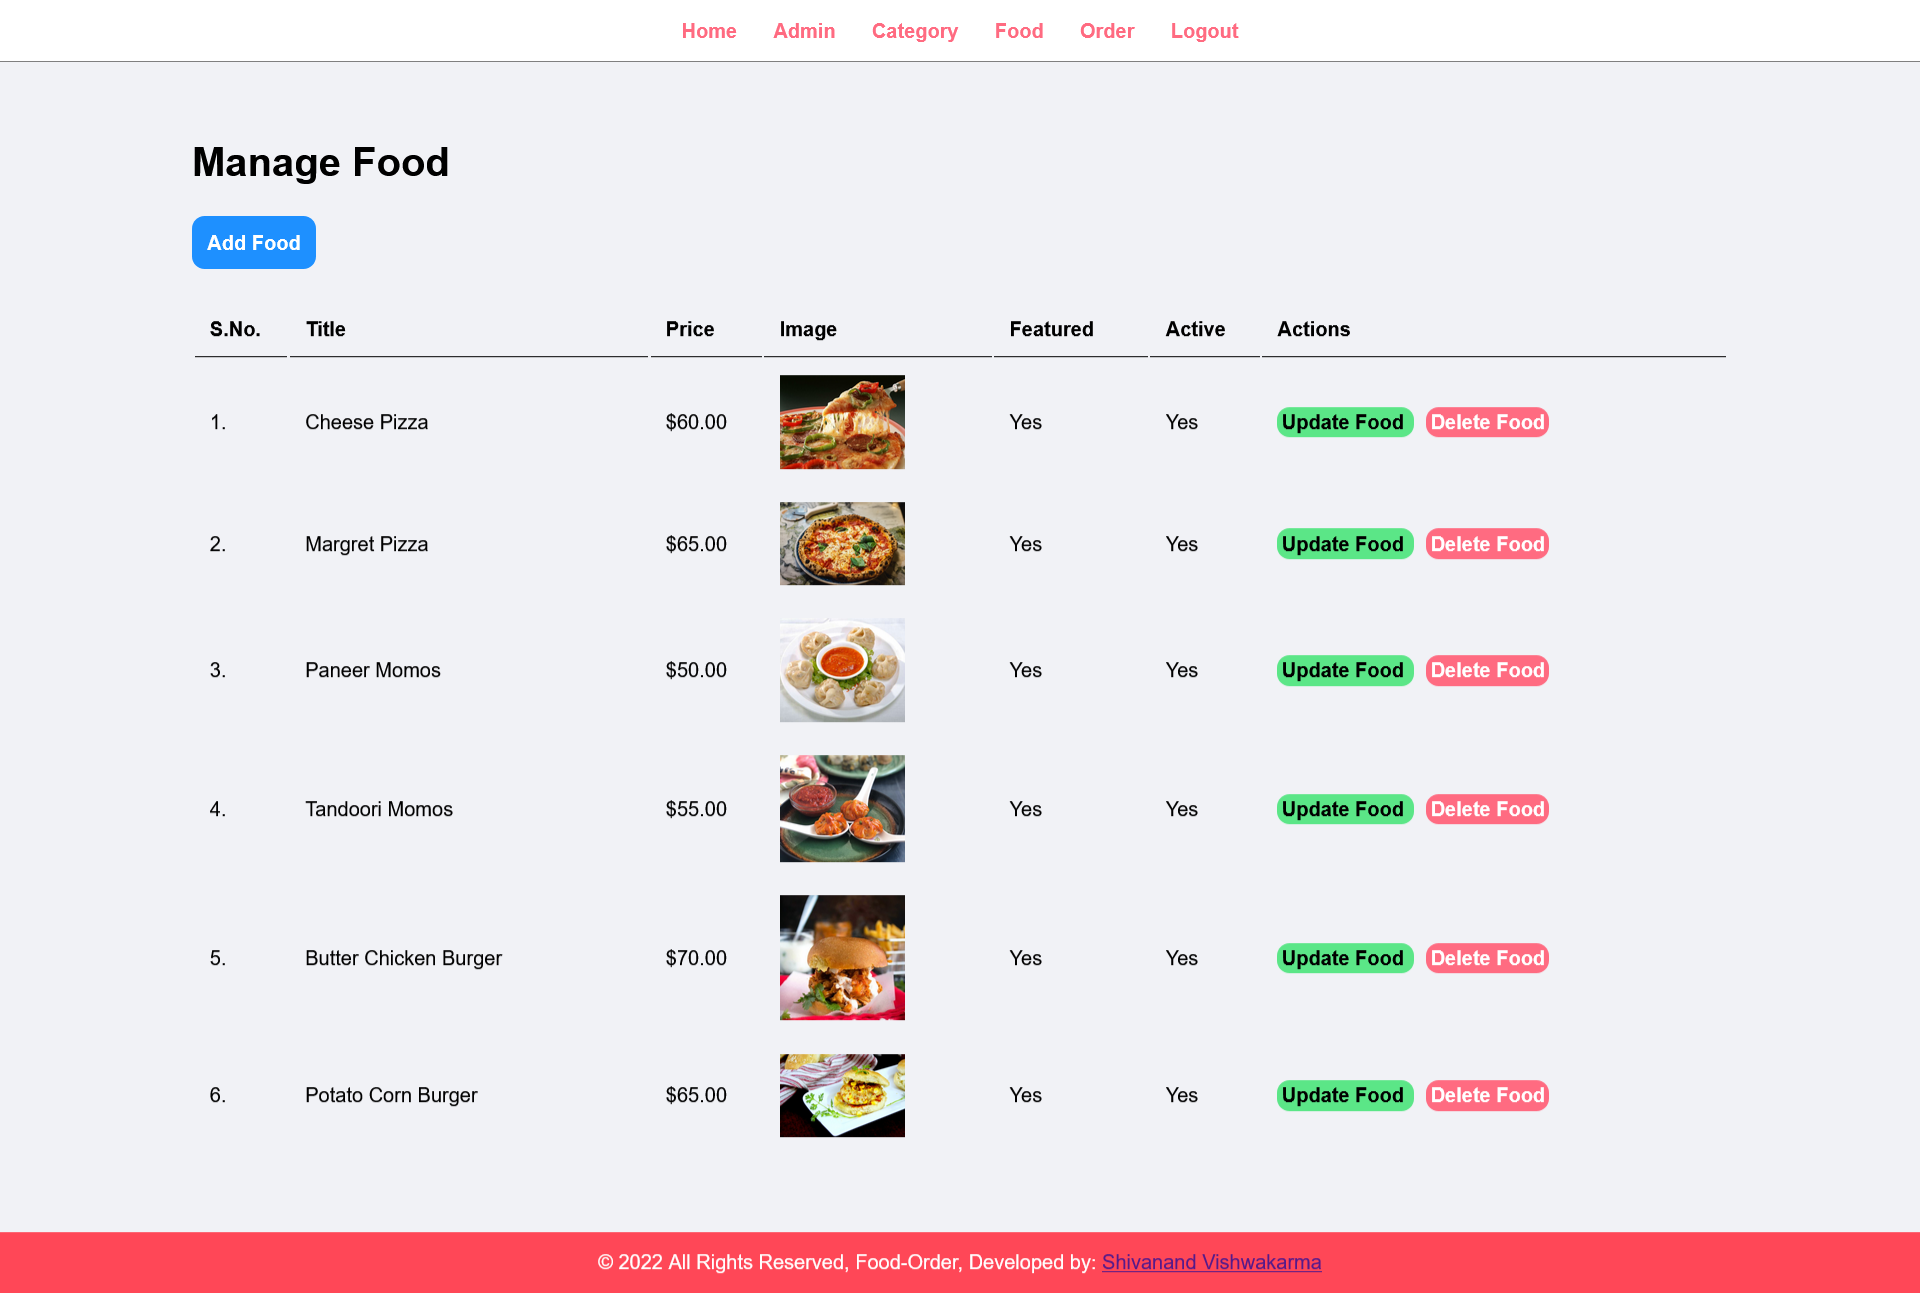 Home Admin Category Food Order Logout
Manage Food
Add Food
S.No. Title Price Image Featured Active Actions
1. Cheese Pizza $60.00 Yes Yes Update Food Delete Food
2. Margret Pizza $65.00 Yes Yes Update Food Delete Food
3. Paneer Momos $50.00 Yes Yes Update Food Delete Food
4. Tandoori Momos $55.00 Yes Yes Update Food Delete Food
5. Butter Chicken Burger $70.00 Yes Yes Update Food Delete Food
6. Potato Corn Burger $65.00 Yes Yes Update Food Delete Food
© 2022 All Rights Reserved, Food-Order, Developed by: Shivanand Vishwakarma